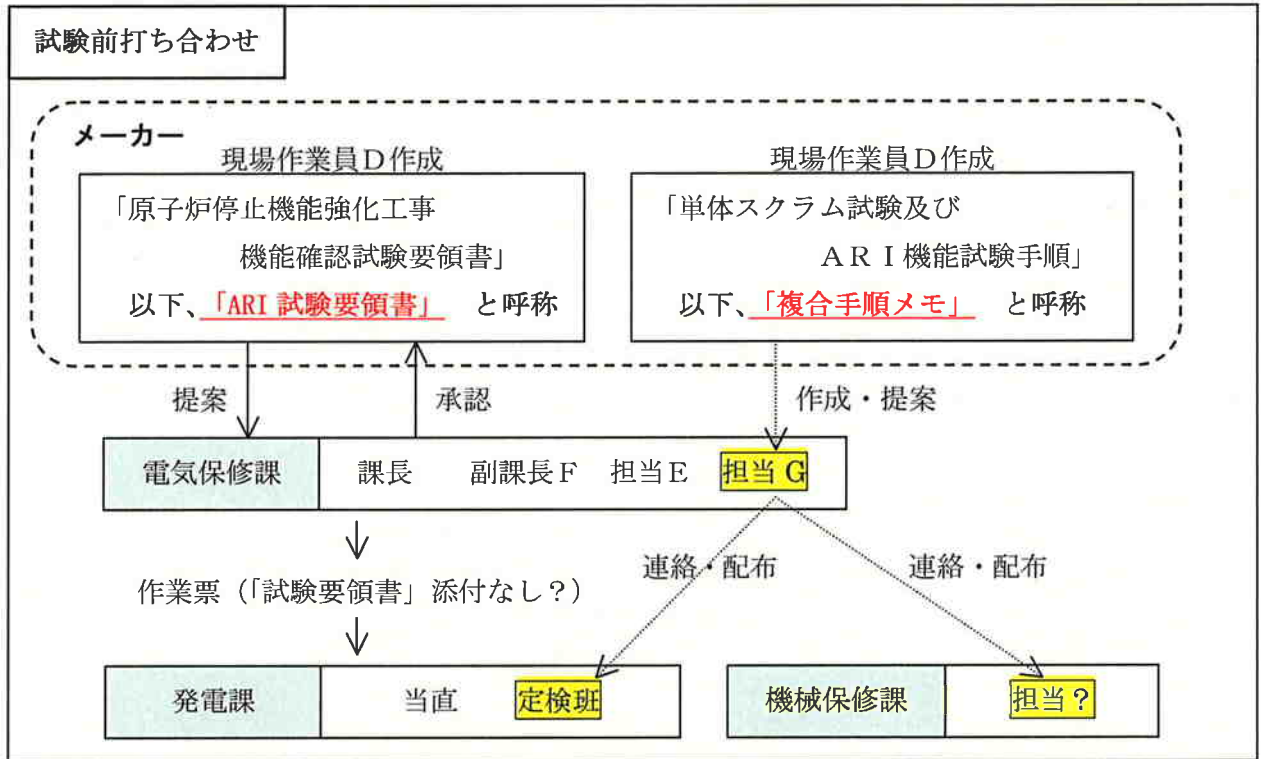 試験前打ち合わせ
メーカー
現場作業員D作成
「原子炉停止機能強化工事
機能確認試験要領書」
以下、「ARI 試験要領書」 と呼称
現場作業員D作成
「単体スクラム試験及び
ARI機能試験手順」
以下、「複合手順メモ」 と呼称
提案
承認
作成・提案
電気保修課 課長 副課長F 担当E 担当G
連絡・配布
連絡・配布
作業票(「試験要領書」添付なし?)
発電課 当直 定検班
機械保修課 担当?